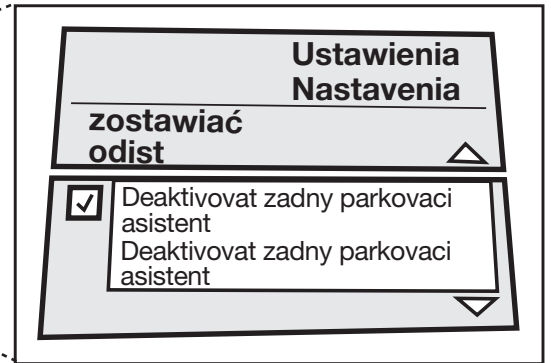 Ustawienia
Nastavenia
zostawiać
odist
Deaktivovat zadny parkovaci
asistent
Deaktivovat zadny parkovaci
asistent